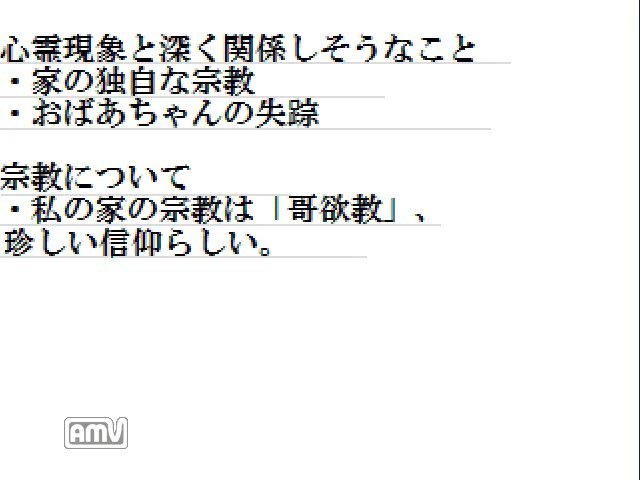 心霊現象と深く関係しそうなこと
・家の独自な宗教
・おばあちゃんの失踪
宗教について
・私の家の宗教は「哥欲教」、
珍しい信仰らしい。
AMV